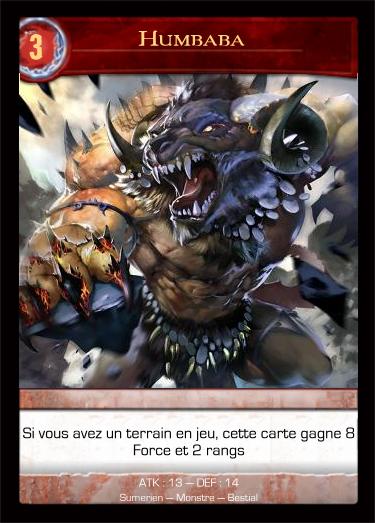 3
Humbaba
Si vous avez un terrain en jeu, cette carte gagne 8
Force et 2 rangs
ATK : 13 — DEF : 14
Sumerien — Monstre — Bestial